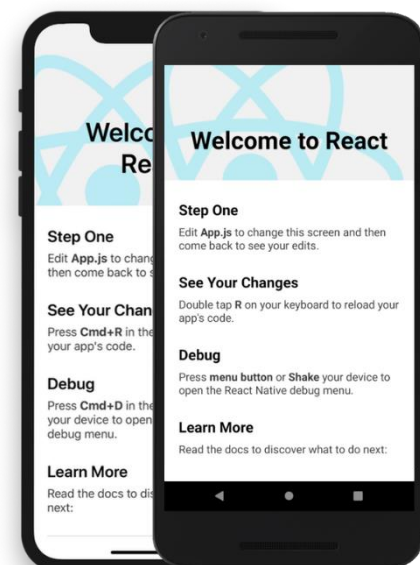 Welco
Re
Step One
Edit App.js to chang
then come back to s
See Your Chan
Press Cmd+R in the
your app's code.
Debug
Press Cmd+D in the
your device to open
debug menu.
Learn More
Read the docs to dis
next:
Welcome to React
Step One
Edit App.js to change this screen and then
come back to see your edits.
See Your Changes
Double tap R on your keyboard to reload your
app's code.
Debug
Press menu button or Shake your device to
open the React Native debug menu.
Learn More
Read the docs to discover what to do next: